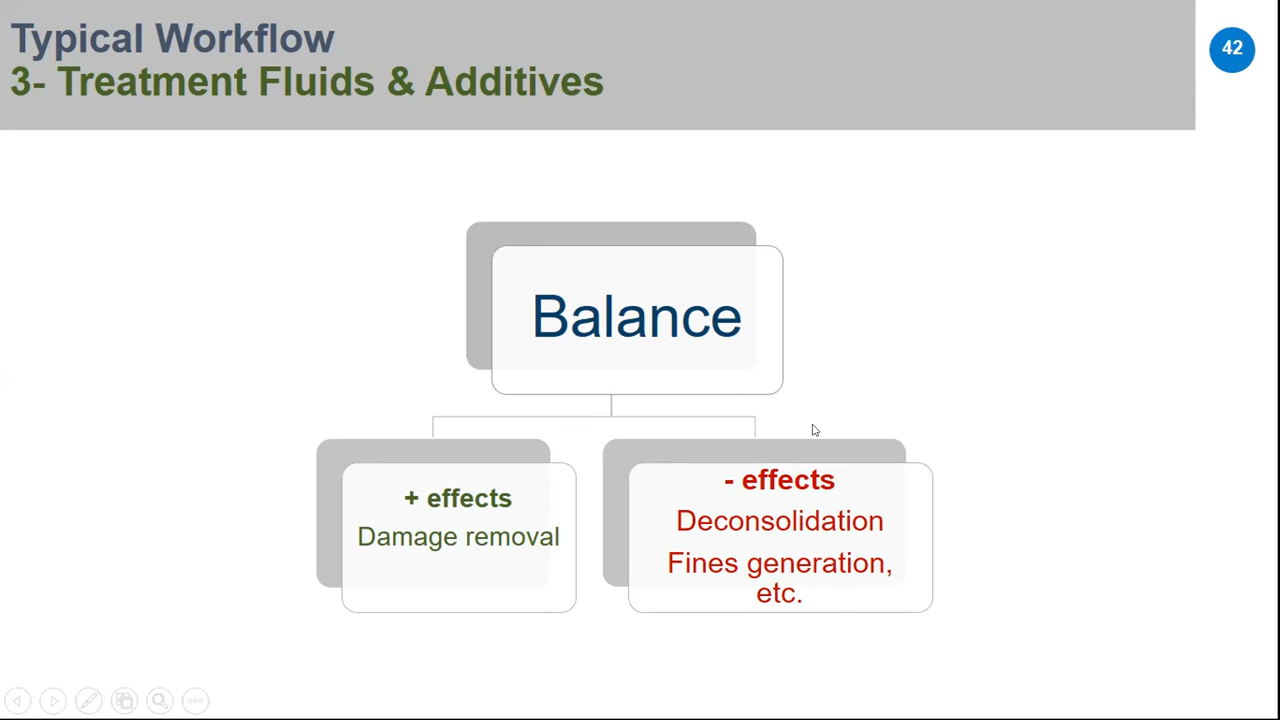 Typical Workflow
3- Treatment Fluids & Additives
42
Balance
+ effects
Damage removal
- effects
Deconsolidation
Fines generation,
etc.